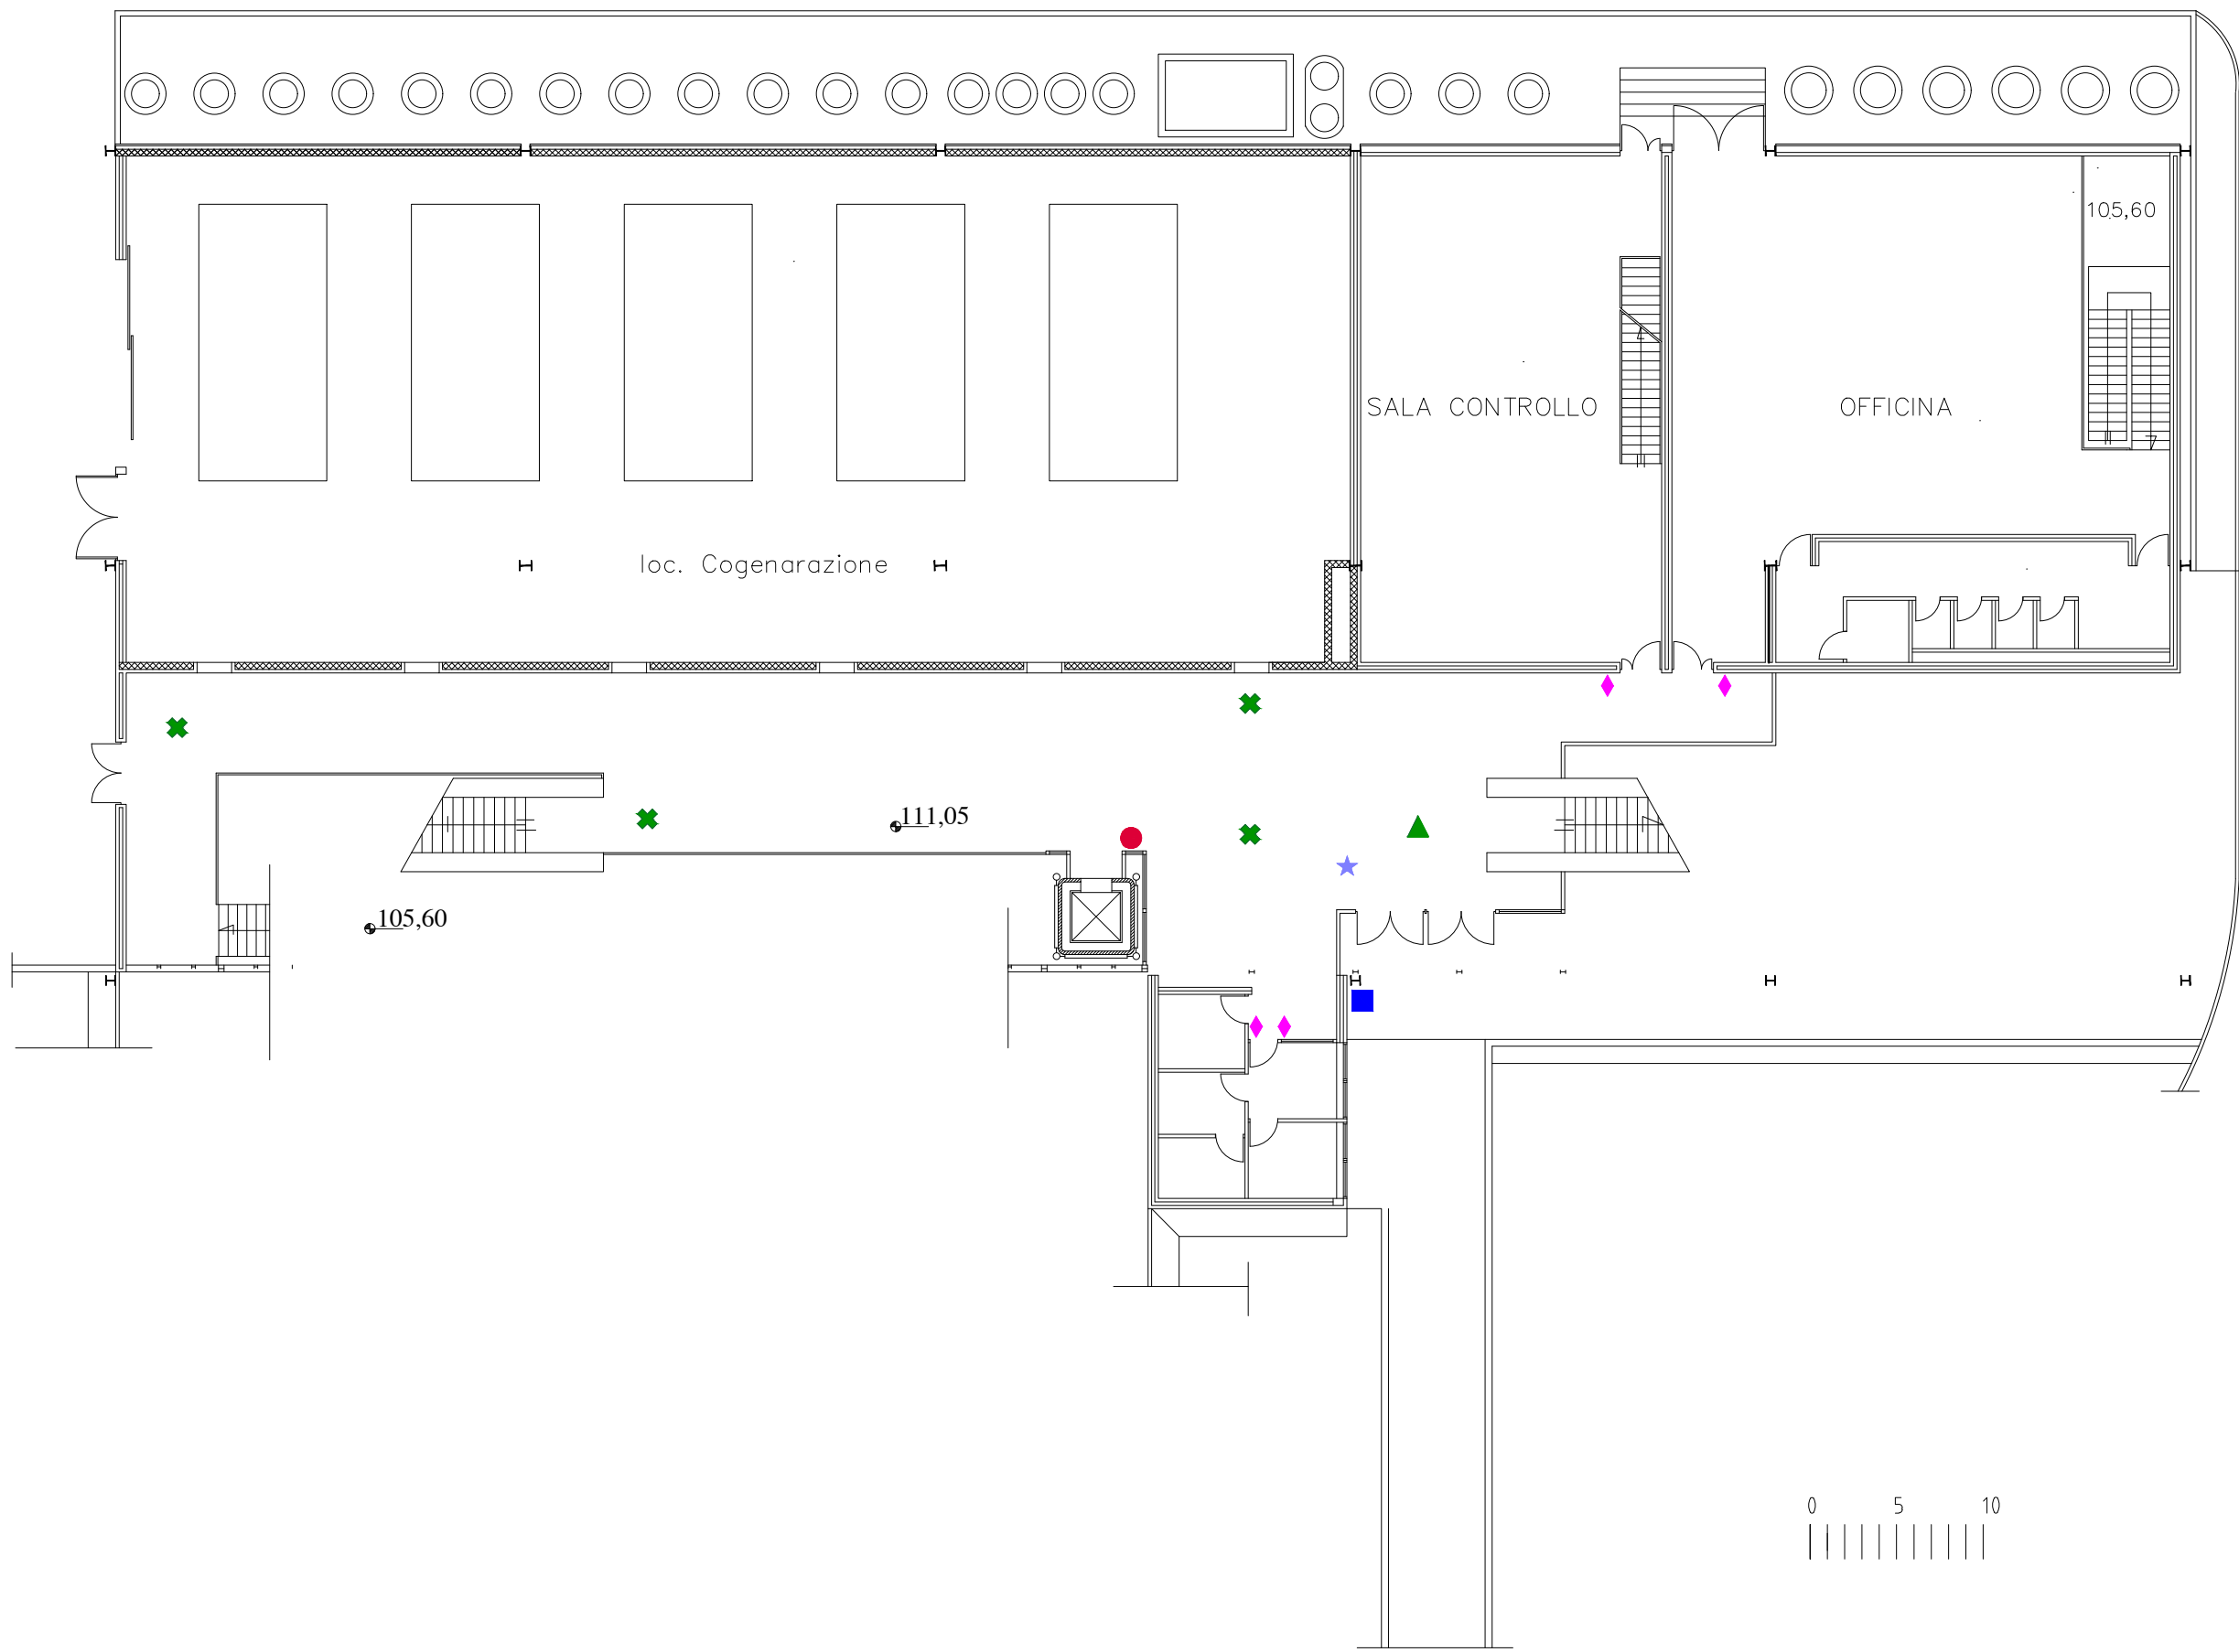 105,60
SALA CONTROLLO
OFFICINA
loc. Cogenarazione
111,05
105,60
0 5 10